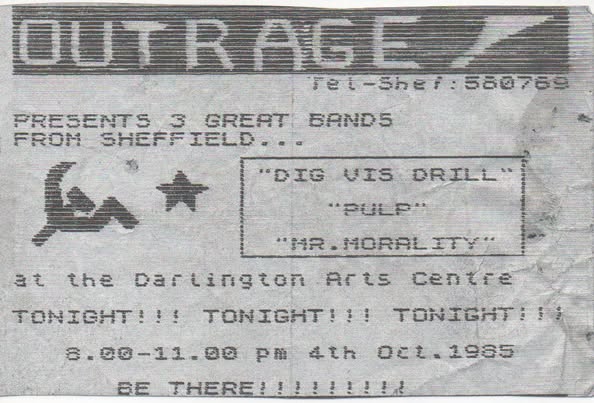 OUTRAGE!
Tel-Shef:580789
PRESENTS 3 GREAT BANDS
FROM SHEFFIELD...
"DIG VIS DRILL"
"PULP"
"MR.MORALITY"
at the Darlington Arts Centre
TONIGHT!!! TONIGHT!!! TONIGHT!!!
8.00-11.00 pm 4th Oct.1985
BE THERE!!!!!!!!!